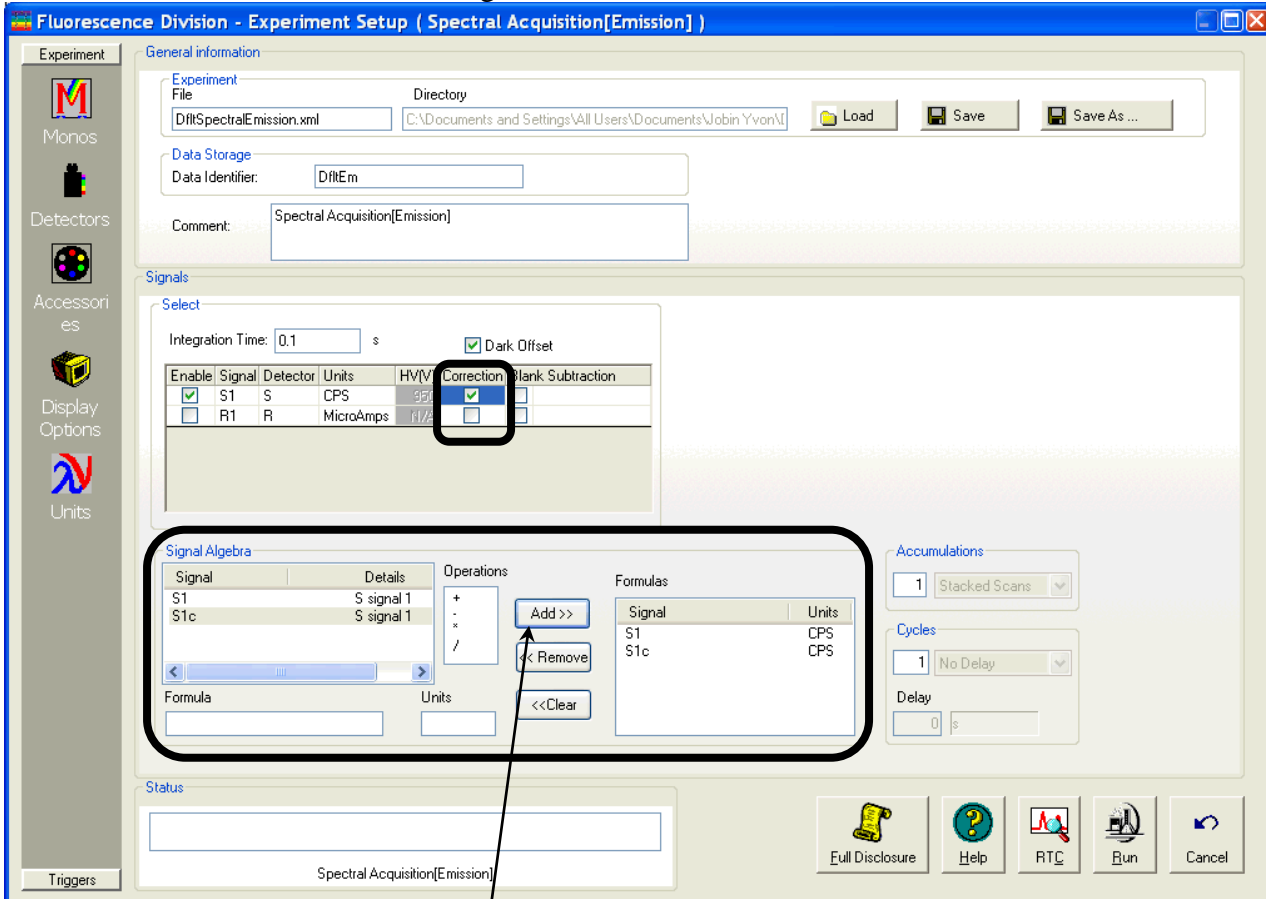 Fluorescence Division - Experiment Setup ( Spectral Acquisition[Emission] )
Experiment
Monos
Detectors
Accessori
es
Display
Options
Units
Triggers
General information
Experiment
File
Directory
DfltSpectralEmission.xml
C:\Documents and Settings\All Users\Documents\Jobin Yvon\
Load
Save
Save As ...
Data Storage
Data Identifier:
DfltEm
Comment:
Spectral Acquisition[Emission]
Signals
Select
Integration Time: 0.1 s
Dark Offset
Enable Signal Detector Units HV(V) Correction Blank Subtraction
S1 S CPS 950
R1 R MicroAmps N/A
Signal Algebra
Signal Details
S1 S signal 1
S1c S signal 1
Operations
+
-
*
/
Add >>
<< Remove
<<Clear
Formula
Units
Formulas
Signal Units
S1 CPS
S1c CPS
Accumulations
1 Stacked Scans
Cycles
1 No Delay
Delay
0 s
Status
Spectral Acquisition[Emission]
Full Disclosure
Help
RTC
Run
Cancel